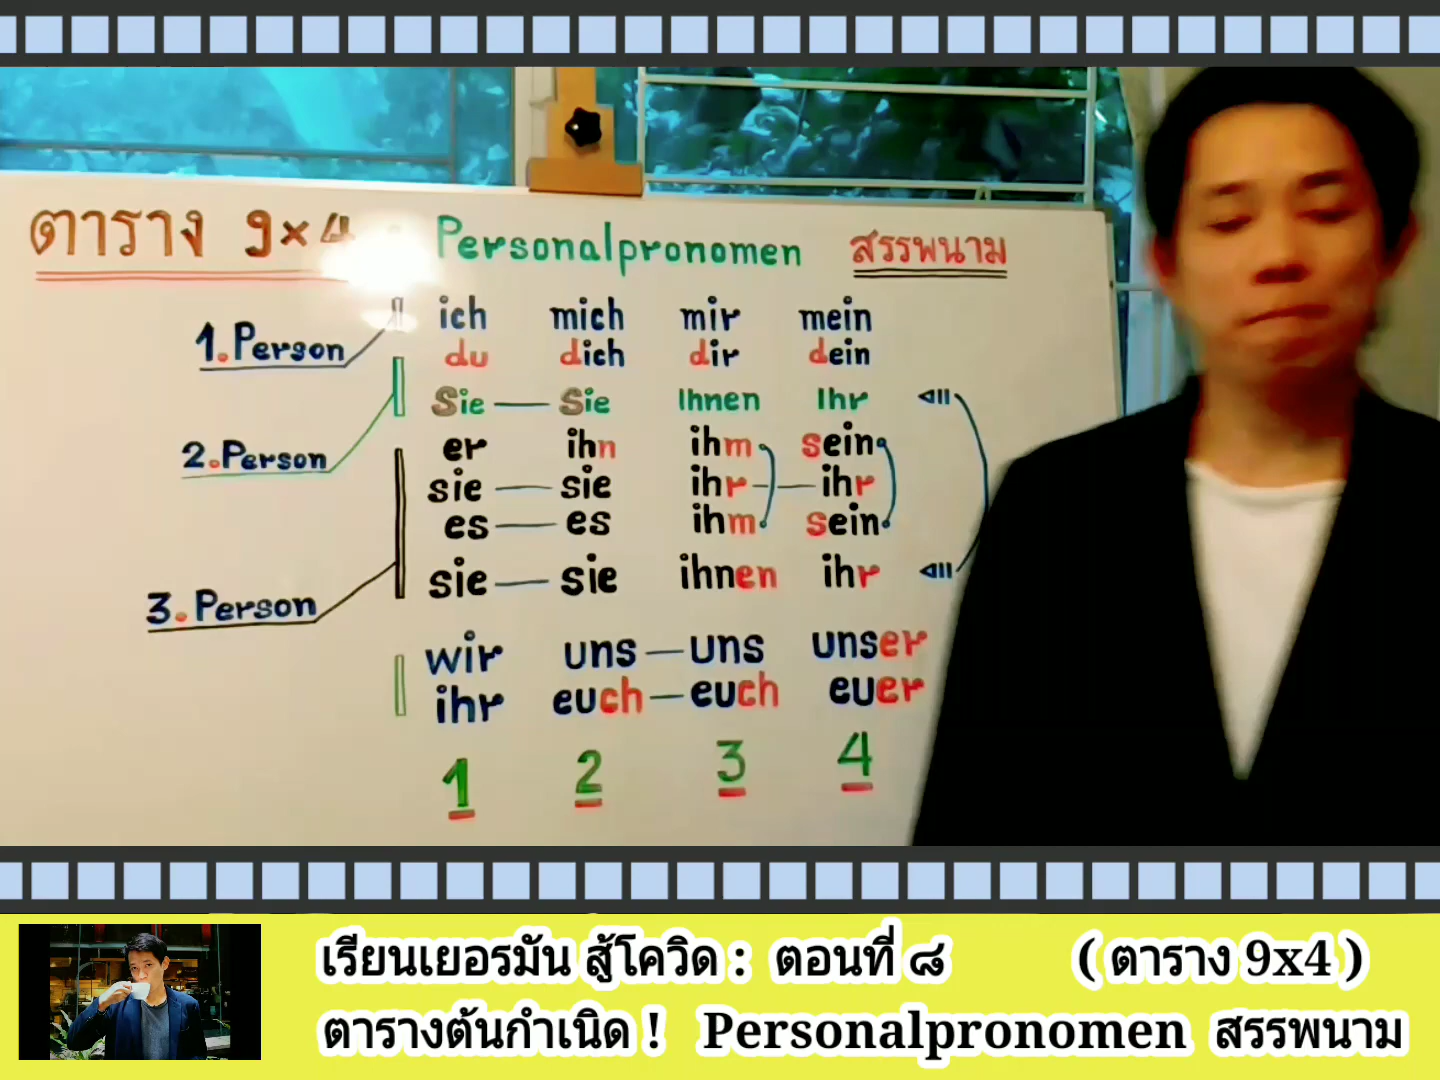 ตาราง 9×4 Personalpronomen สรรพนาม
1.Person
2.Person
3.Person
ich mich mir mein
du dich dir dein
Sie — Sie Ihnen Ihr
er ihn ihm sein
sie — sie ihr — ihr
es — es ihm sein
sie — sie ihnen ihr
wir uns — uns unser
ihr euch — euch euer
1 2 3 4
เรียนเยอรมัน สู้โควิด : ตอนที่ ๘ ( ตาราง 9x4 )
ตารางต้นกำเนิด ! Personalpronomen สรรพนาม